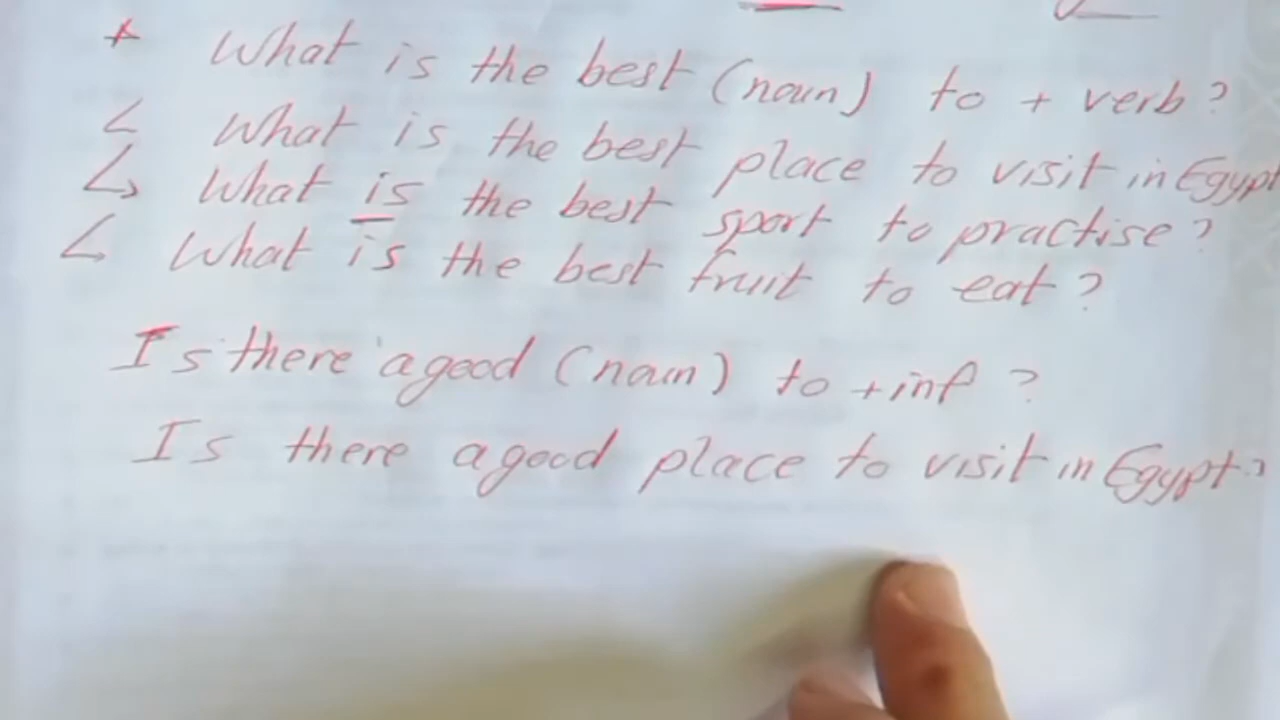 * What is the best (noun) to + verb?
What is the best place to visit in Egypt
What is the best sport to practise?
What is the best fruit to eat?
Is there a good (noun) to + inf ?
Is there a good place to visit in Egypt?